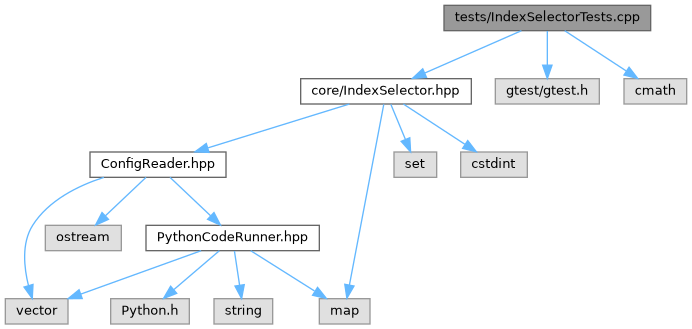 tests/IndexSelectorTests.cpp
core/IndexSelector.hpp
gtest/gtest.h
cmath
ConfigReader.hpp
set
cstdint
ostream
PythonCodeRunner.hpp
vector
Python.h
string
map